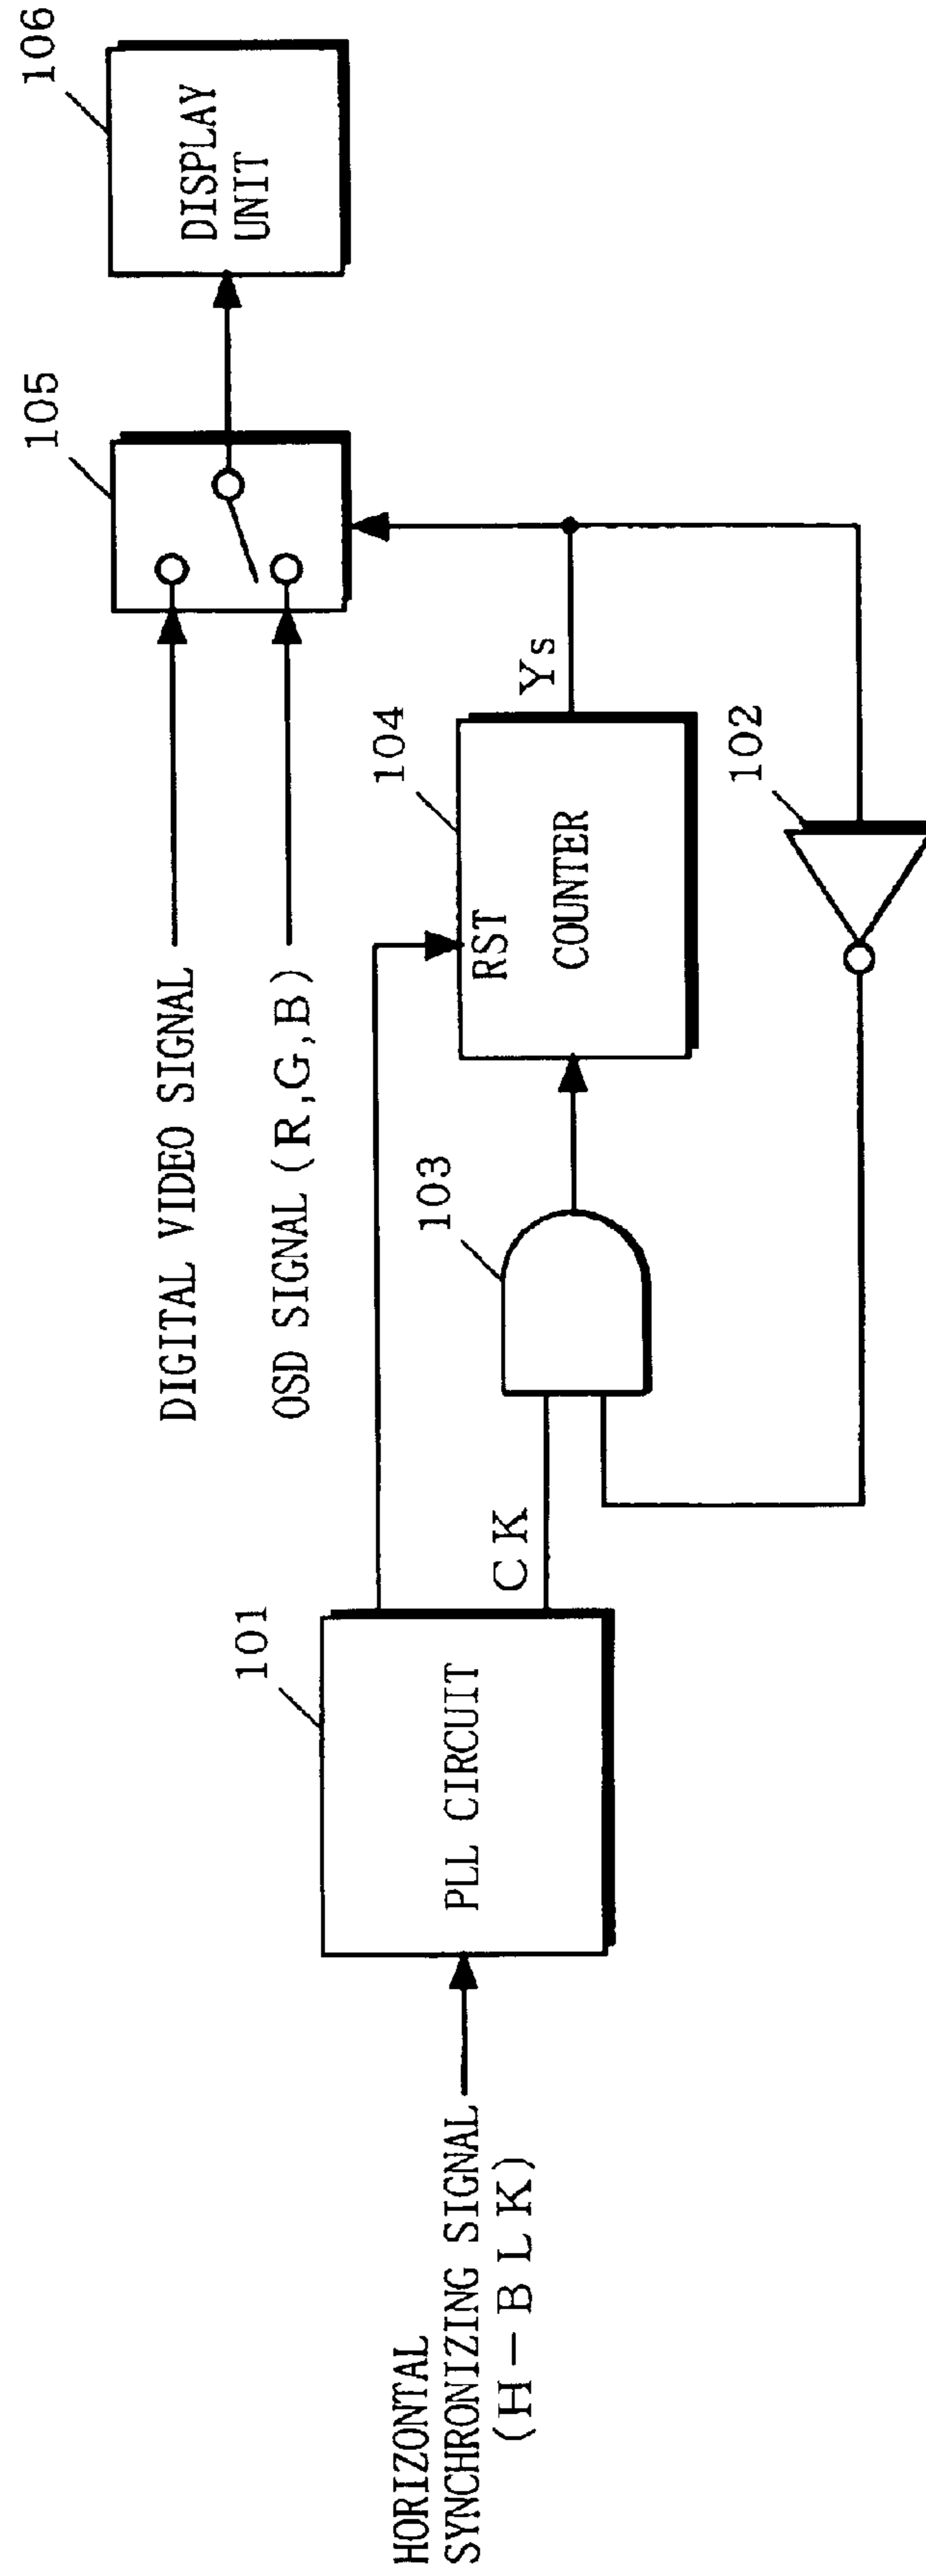 HORIZONTAL
SYNCHRONIZING SIGNAL
(H-BLK)
101
PLL CIRCUIT
CK
DIGITAL VIDEO SIGNAL
OSD SIGNAL (R,G,B)
103
104
RST
COUNTER
Ys
102
105
106
DISPLAY
UNIT